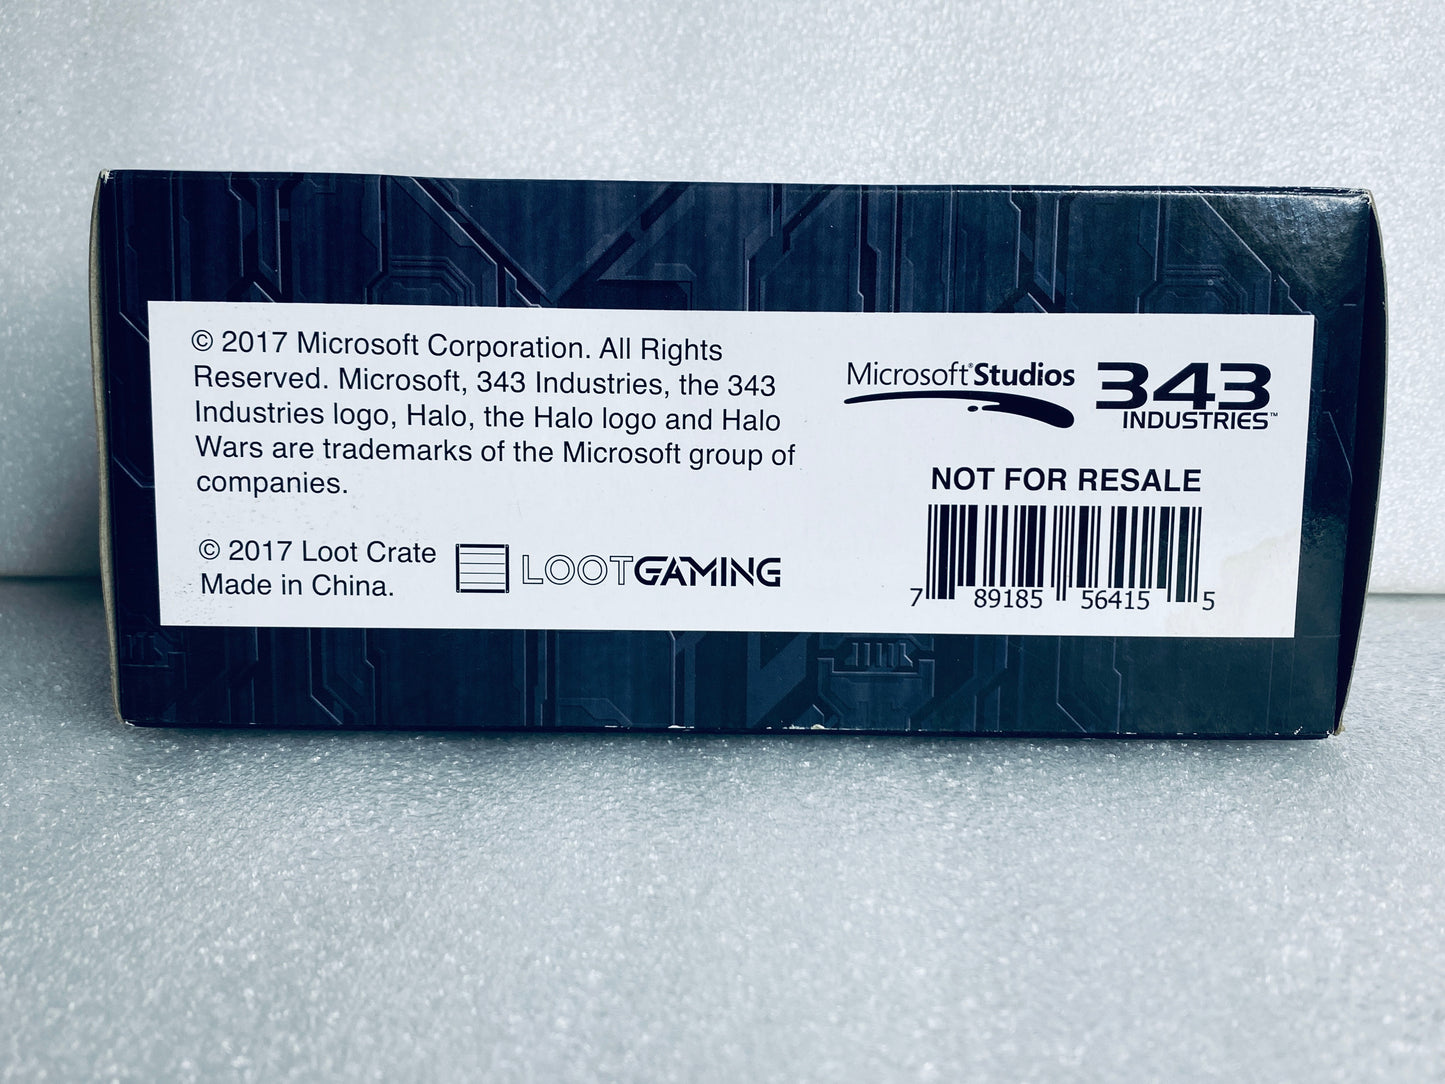 © 2017 Microsoft Corporation. All Rights
Reserved. Microsoft, 343 Industries, the 343
Industries logo, Halo, the Halo logo and Halo
Wars are trademarks of the Microsoft group of
companies.
© 2017 Loot Crate
Made in China.
LOOTGAMING
Microsoft® Studios
343
INDUSTRIES™
NOT FOR RESALE
7 89185 56415 5